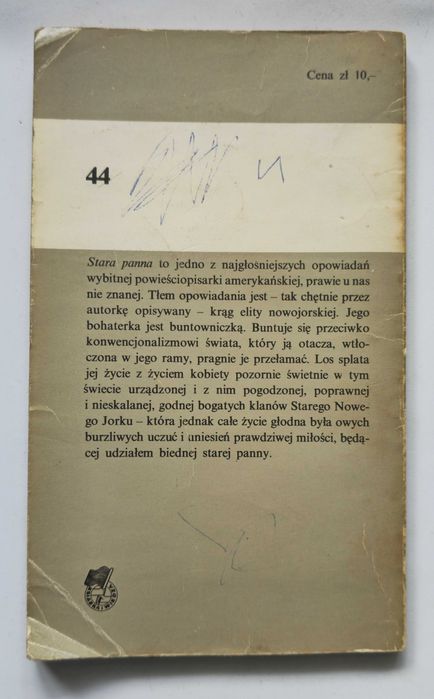 Cena zł 10,–
44
Stara panna to jedno z najgłośniejszych opowiadań
wybitnej powieściopisarki amerykańskiej, prawie u nas
nie znanej. Tłem opowiadania jest – tak chętnie przez
autorkę opisywany – krąg elity nowojorskiej. Jego
bohaterka jest buntowniczką. Buntuje się przeciwko
konwencjonalizmowi świata, który ją otacza, wtło-
czona w jego ramy, pragnie je przełamać. Los splata
jej życie z życiem kobiety pozornie świetnie w tym
świecie urządzonej i z nim pogodzonej, poprawnej
i nieskalanej, godnej bogatych klanów Starego Nowe-
go Jorku – która jednak całe życie głodna była owych
burzliwych uczuć i uniesień prawdziwej miłości, będą-
cej udziałem biednej starej panny.
KSIĄŻKA I WIEDZA